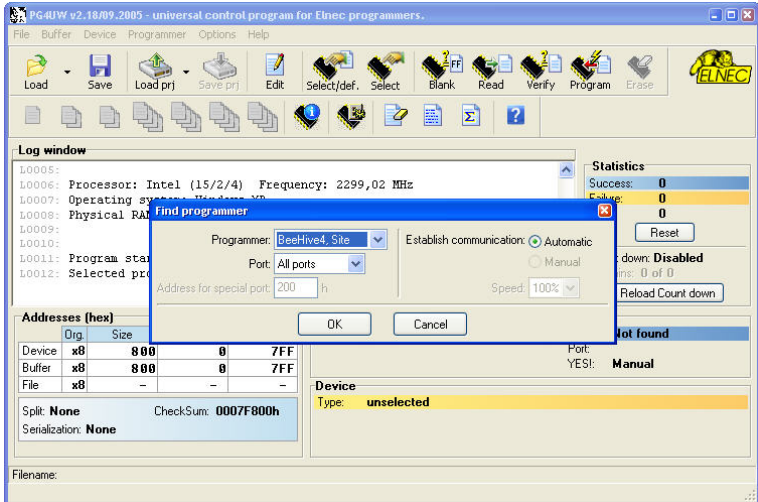 PG4UW v2.18/09.2005 - universal control program for Elnec programmers.
File Buffer Device Programmer Options Help
Load Save Load prj Save prj Edit Select/def. Select Blank Read Verify Program Erase
FF
ELNEC
Log window
L0005:
L0006: Processor: Intel (15/2/4) Frequency: 2299,02 MHz
L0007: Operating
L0008: Physical
L0009:
L0010:
L0011: Program
L0012: Selected
Statistics
Success: 0
0
0
Reset
down: Disabled
0 of 0
Reload Count down
Find programmer
Programmer: BeeHive4, Site
Port: All ports
Address for special port: 200 h
Establish communication: Automatic
Manual
Speed: 100%
OK Cancel
Addresses (hex)
Org. Size
Device x8 800 0 7FF
Buffer x8 800 0 7FF
File x8 - - -
Split: None CheckSum: 0007F800h
Serialization: None
Not found
Port:
YES!: Manual
Device
Type: unselected
Filename: